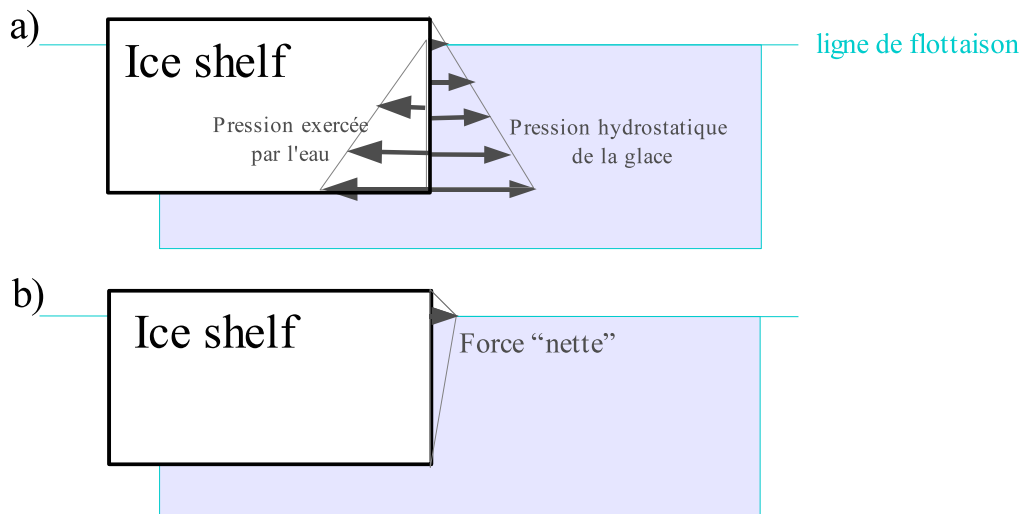 a)
ligne de flottaison
Ice shelf
Pression exercée
par l'eau
Pression hydrostatique
de la glace
b)
Ice shelf
Force “nette”